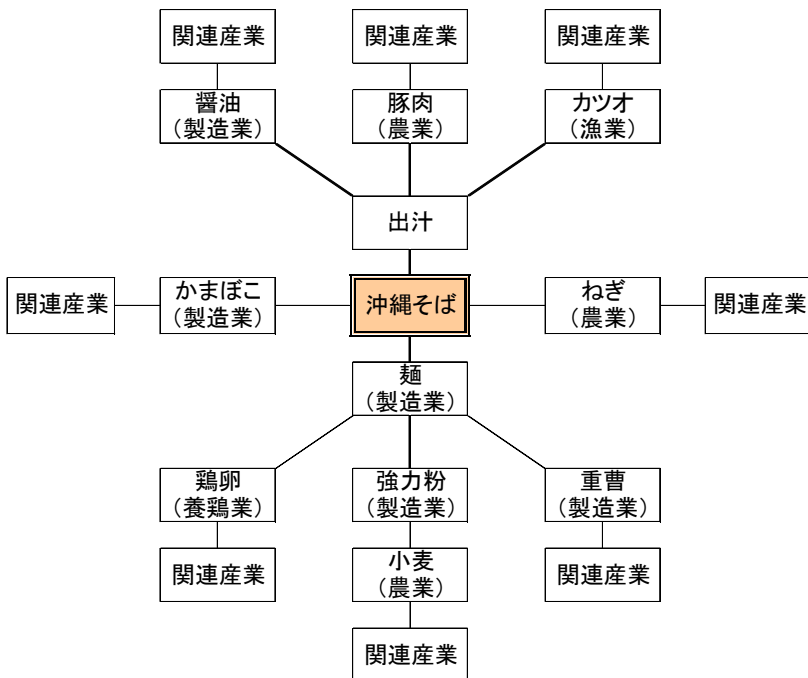 関連産業
関連産業
関連産業
醤油
(製造業)
豚肉
(農業)
カツオ
(漁業)
出汁
関連産業
かまぼこ
(製造業)
沖縄そば
ねぎ
(農業)
関連産業
麺
(製造業)
鶏卵
(養鶏業)
強力粉
(製造業)
重曹
(製造業)
関連産業
小麦
(農業)
関連産業
関連産業